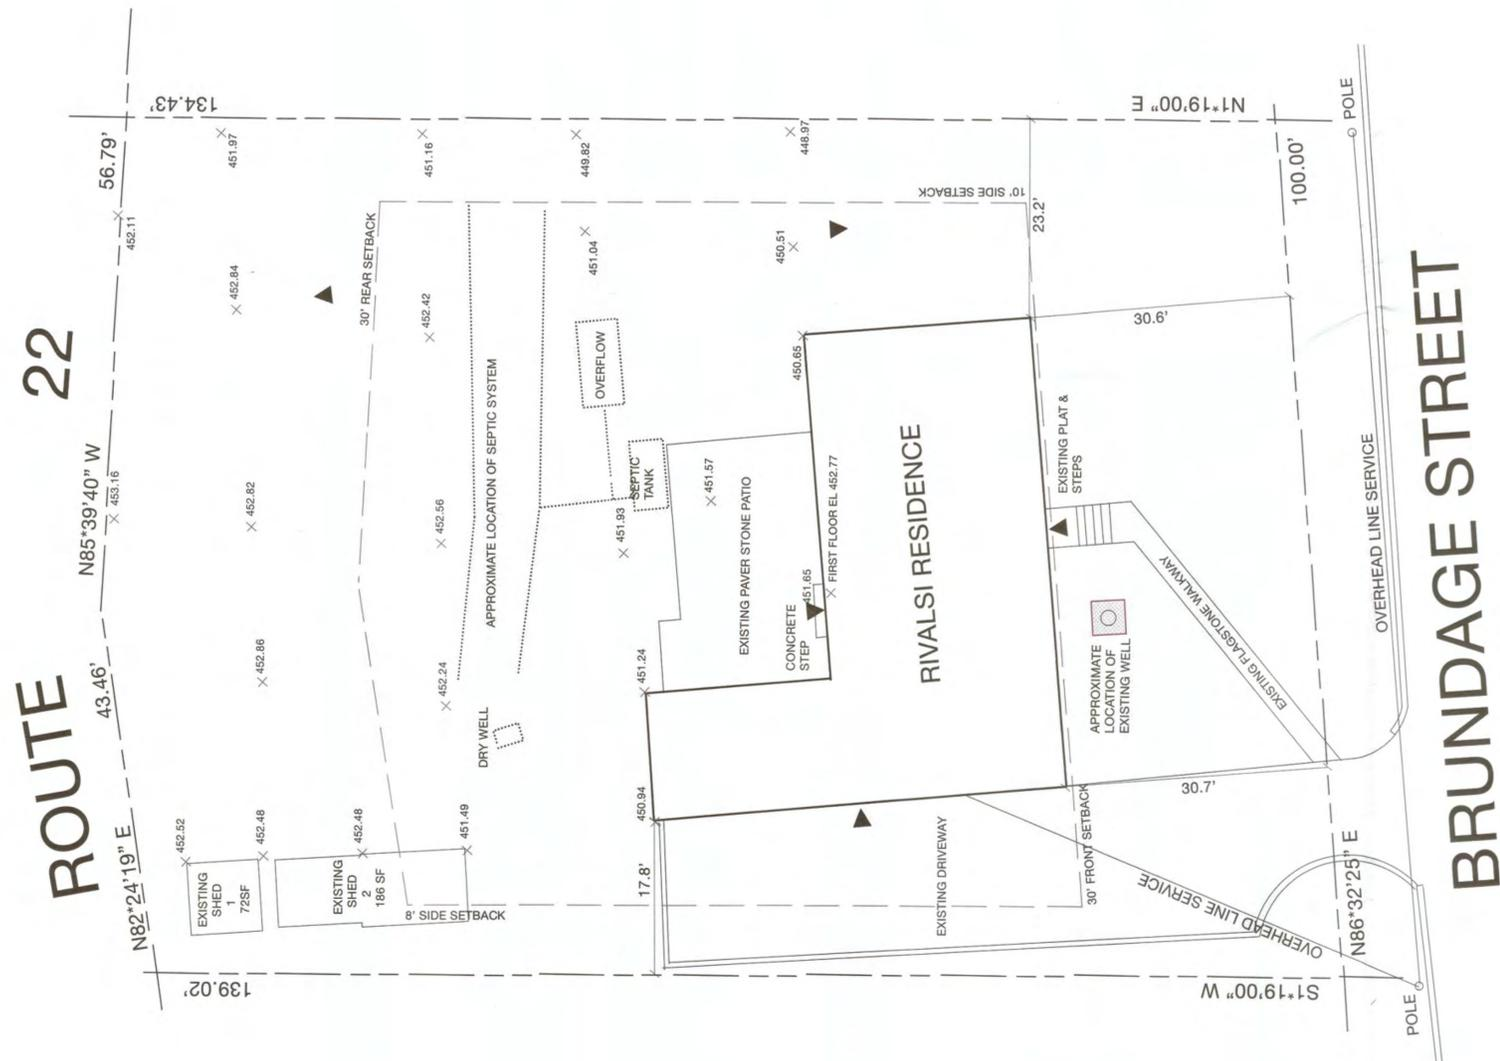 ROUTE 22
N82*24'19" E
43.46'
N85*39'40" W
56.79'
134.43'
N1*19'00" E
139.02'
S1*19'00" W
N86*32'25" E
100.00'
452.11
453.16
451.97
451.16
449.82
448.97
452.84
452.42
451.04
450.51
452.82
452.56
451.93
451.57
452.86
452.24
451.24
450.65
451.65
450.94
452.52
452.48
452.48
451.49
30' REAR SETBACK
10' SIDE SETBACK
8' SIDE SETBACK
30' FRONT SETBACK
APPROXIMATE LOCATION OF SEPTIC SYSTEM
OVERFLOW
SEPTIC
TANK
DRY WELL
EXISTING
SHED
1
72SF
EXISTING
SHED
2
186 SF
EXISTING PAVER STONE PATIO
CONCRETE
STEP
FIRST FLOOR EL 452.77
RIVALSI RESIDENCE
EXISTING PLAT &
STEPS
EXISTING FLAGSTONE WALKWAY
APPROXIMATE
LOCATION OF
EXISTING WELL
EXISTING DRIVEWAY
23.2'
30.6'
30.7'
17.8'
OVERHEAD LINE SERVICE
OVERHEAD LINE SERVICE
POLE
POLE
BRUNDAGE STREET